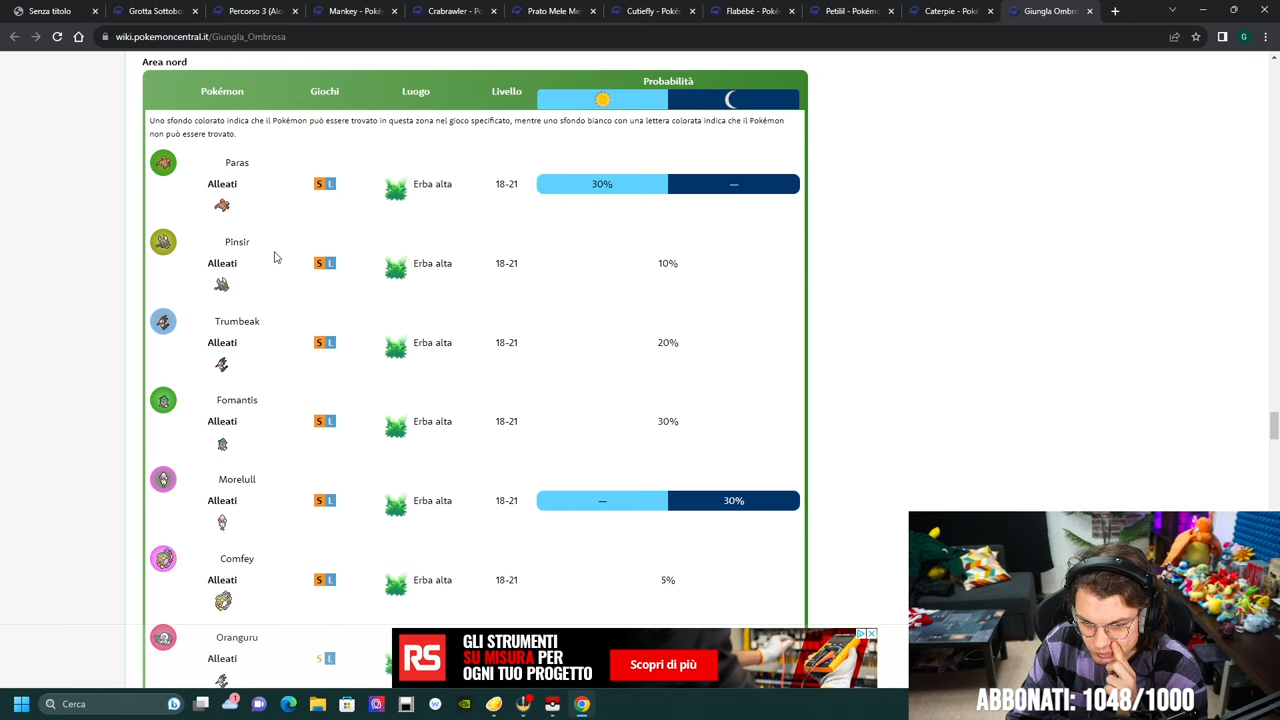 Senza titolo
Grotta Sottobo
Percorso 3 (Alo
Mankey - Poké
Crabrawler - Po
Prato Mele Me
Cutiefly - Poké
Flabébé - Poké
Petilil - Pokémo
Caterpie - Poké
Giungla Ombro
wiki.pokemoncentral.it/Giungla_Ombrosa
G
Area nord
Pokémon Giochi Luogo Livello Probabilità
Uno sfondo colorato indica che il Pokémon può essere trovato in questa zona nel gioco specificato, mentre uno sfondo bianco con una lettera colorata indica che il Pokémon
non può essere trovato.
Paras
Alleati S L Erba alta 18-21 30% —
Pinsir
Alleati S L Erba alta 18-21 10%
Trumbeak
Alleati S L Erba alta 18-21 20%
Fomantis
Alleati S L Erba alta 18-21 30%
Morelull
Alleati S L Erba alta 18-21 — 30%
Comfey
Alleati S L Erba alta 18-21 5%
Oranguru
Alleati S L
RS
GLI STRUMENTI
SU MISURA PER
OGNI TUO PROGETTO
Scopri di più
ABBONATI: 1048/1000
Cerca